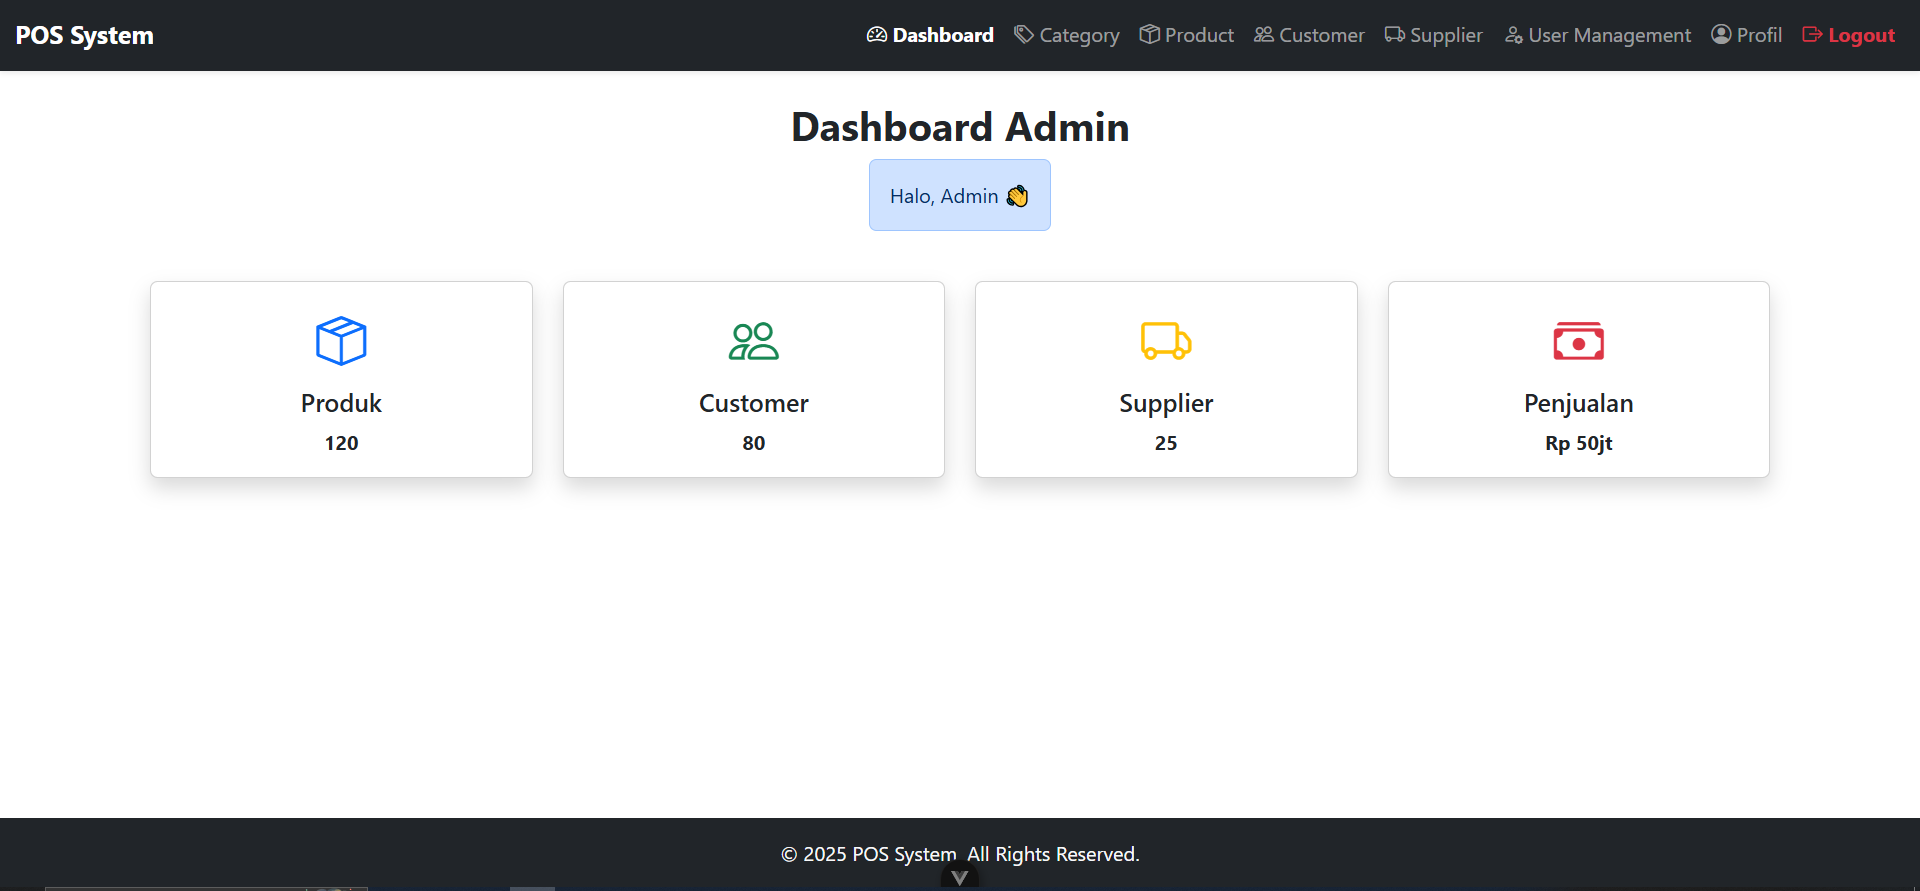 POS System
Dashboard Category Product Customer Supplier User Management Profil Logout
Dashboard Admin
Halo, Admin 👋
Produk
120
Customer
80
Supplier
25
Penjualan
Rp 50jt
© 2025 POS System. All Rights Reserved.